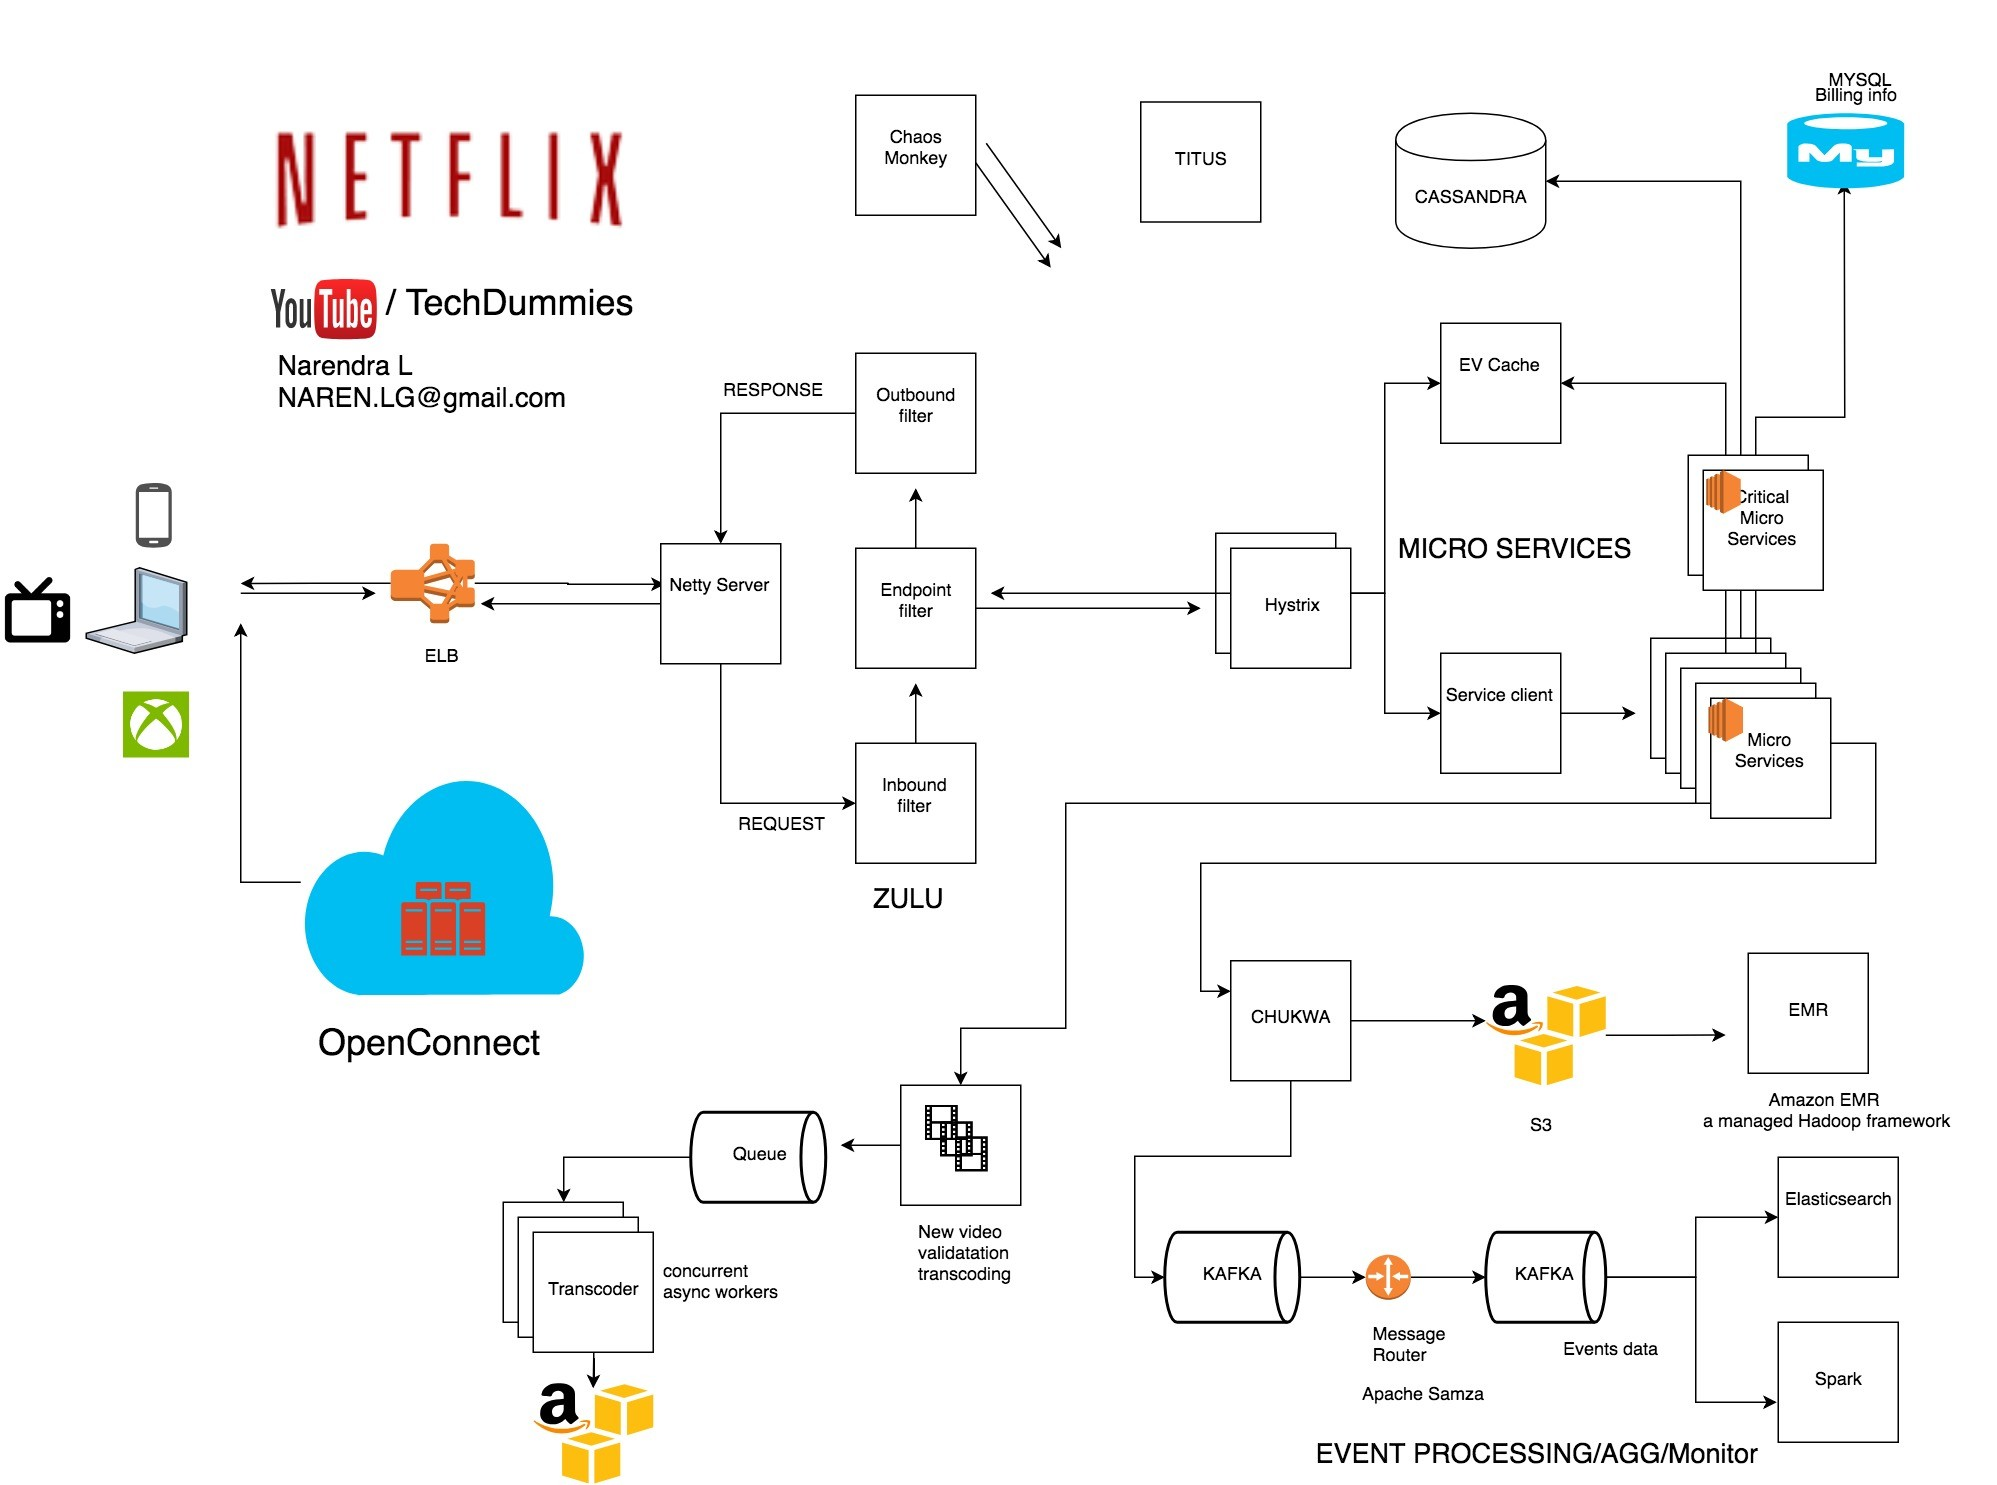 MYSQL
Billing info
My
Chaos
Monkey
TITUS
CASSANDRA
NETFLIX
YouTube / TechDummies
Narendra L
NAREN.LG@gmail.com
RESPONSE
Outbound
filter
EV Cache
Critical
Micro
Services
MICRO SERVICES
Netty Server
Endpoint
filter
Hystrix
ELB
Service client
Micro
Services
Inbound
filter
REQUEST
ZULU
OpenConnect
CHUKWA
a
S3
EMR
Amazon EMR
a managed Hadoop framework
Queue
New video
validatation
transcoding
Transcoder
concurrent
async workers
a
KAFKA
Message
Router
Apache Samza
KAFKA
Events data
Elasticsearch
Spark
EVENT PROCESSING/AGG/Monitor